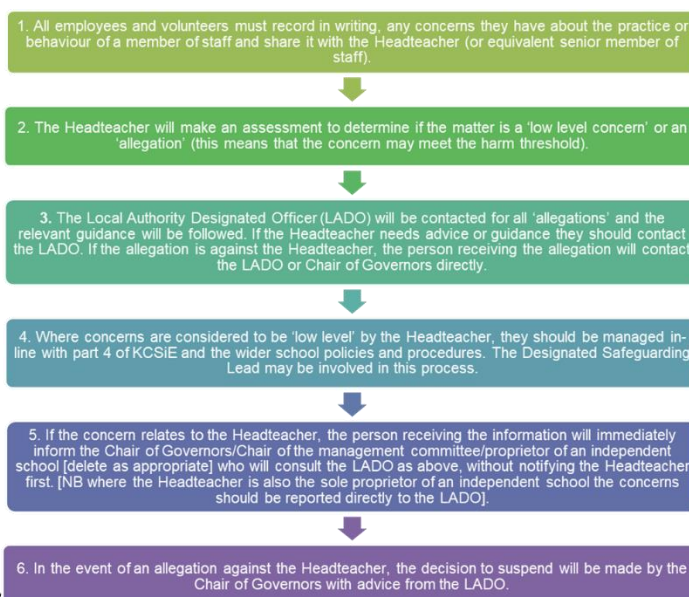 1. All employees and volunteers must record in writing, any concerns they have about the practice or
behaviour of a member of staff and share it with the Headteacher (or equivalent senior member of
staff).
2. The Headteacher will make an assessment to determine if the matter is a ‘low level concern’ or an
‘allegation’ (this means that the concern may meet the harm threshold).
3. The Local Authority Designated Officer (LADO) will be contacted for all ‘allegations’ and the
relevant guidance will be followed. If the Headteacher needs advice or guidance they should contact
the LADO. If the allegation is against the Headteacher, the person receiving the allegation will contact
the LADO or Chair of Governors directly.
4. Where concerns are considered to be ‘low level’ by the Headteacher, they should be managed in-
line with part 4 of KCSiE and the wider school policies and procedures. The Designated Safeguarding
Lead may be involved in this process.
5. If the concern relates to the Headteacher, the person receiving the information will immediately
inform the Chair of Governors/Chair of the management committee/proprietor of an independent
school [delete as appropriate] who will consult the LADO as above, without notifying the Headteacher
first. [NB where the Headteacher is also the sole proprietor of an independent school the concerns
should be reported directly to the LADO].
6. In the event of an allegation against the Headteacher, the decision to suspend will be made by the
Chair of Governors with advice from the LADO.